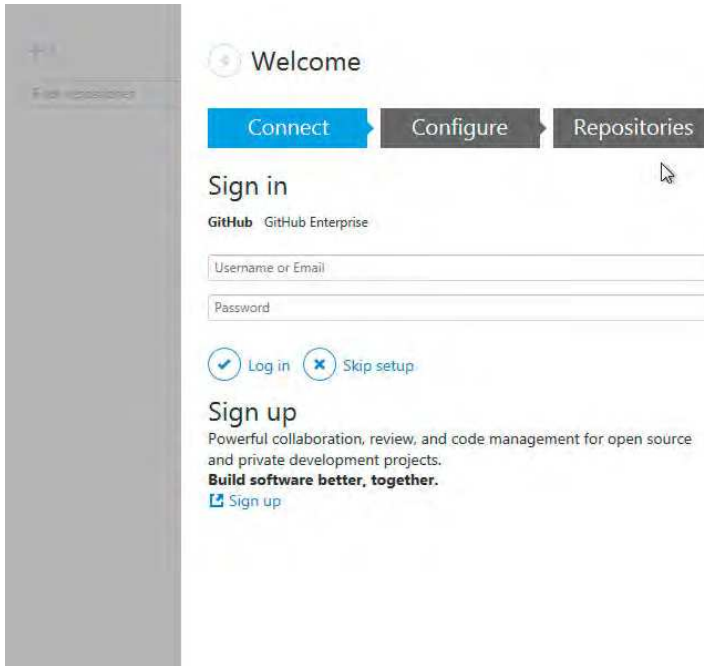 Welcome
Connect Configure Repositories
Sign in
GitHub GitHub Enterprise
Username or Email
Password
Log in Skip setup
Sign up
Powerful collaboration, review, and code management for open source
and private development projects.
Build software better, together.
Sign up